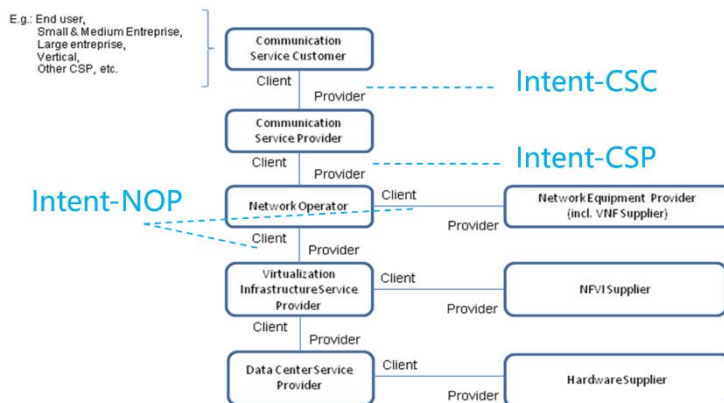 E.g.: End user,
Small & Medium Entreprise,
Large entreprise,
Vertical,
Other CSP, etc.
Communication
Service Customer
Client
Provider
Intent-CSC
Communication
Service Provider
Client
Provider
Intent-CSP
Intent-NOP
Network Operator
Client
Provider
Network Equipment Provider
(incl. VNF Supplier)
Client
Provider
Virtualization
Infrastructure Service
Provider
Client
Provider
NFVI Supplier
Client
Provider
Data Center Service
Provider
Client
Provider
Hardware Supplier